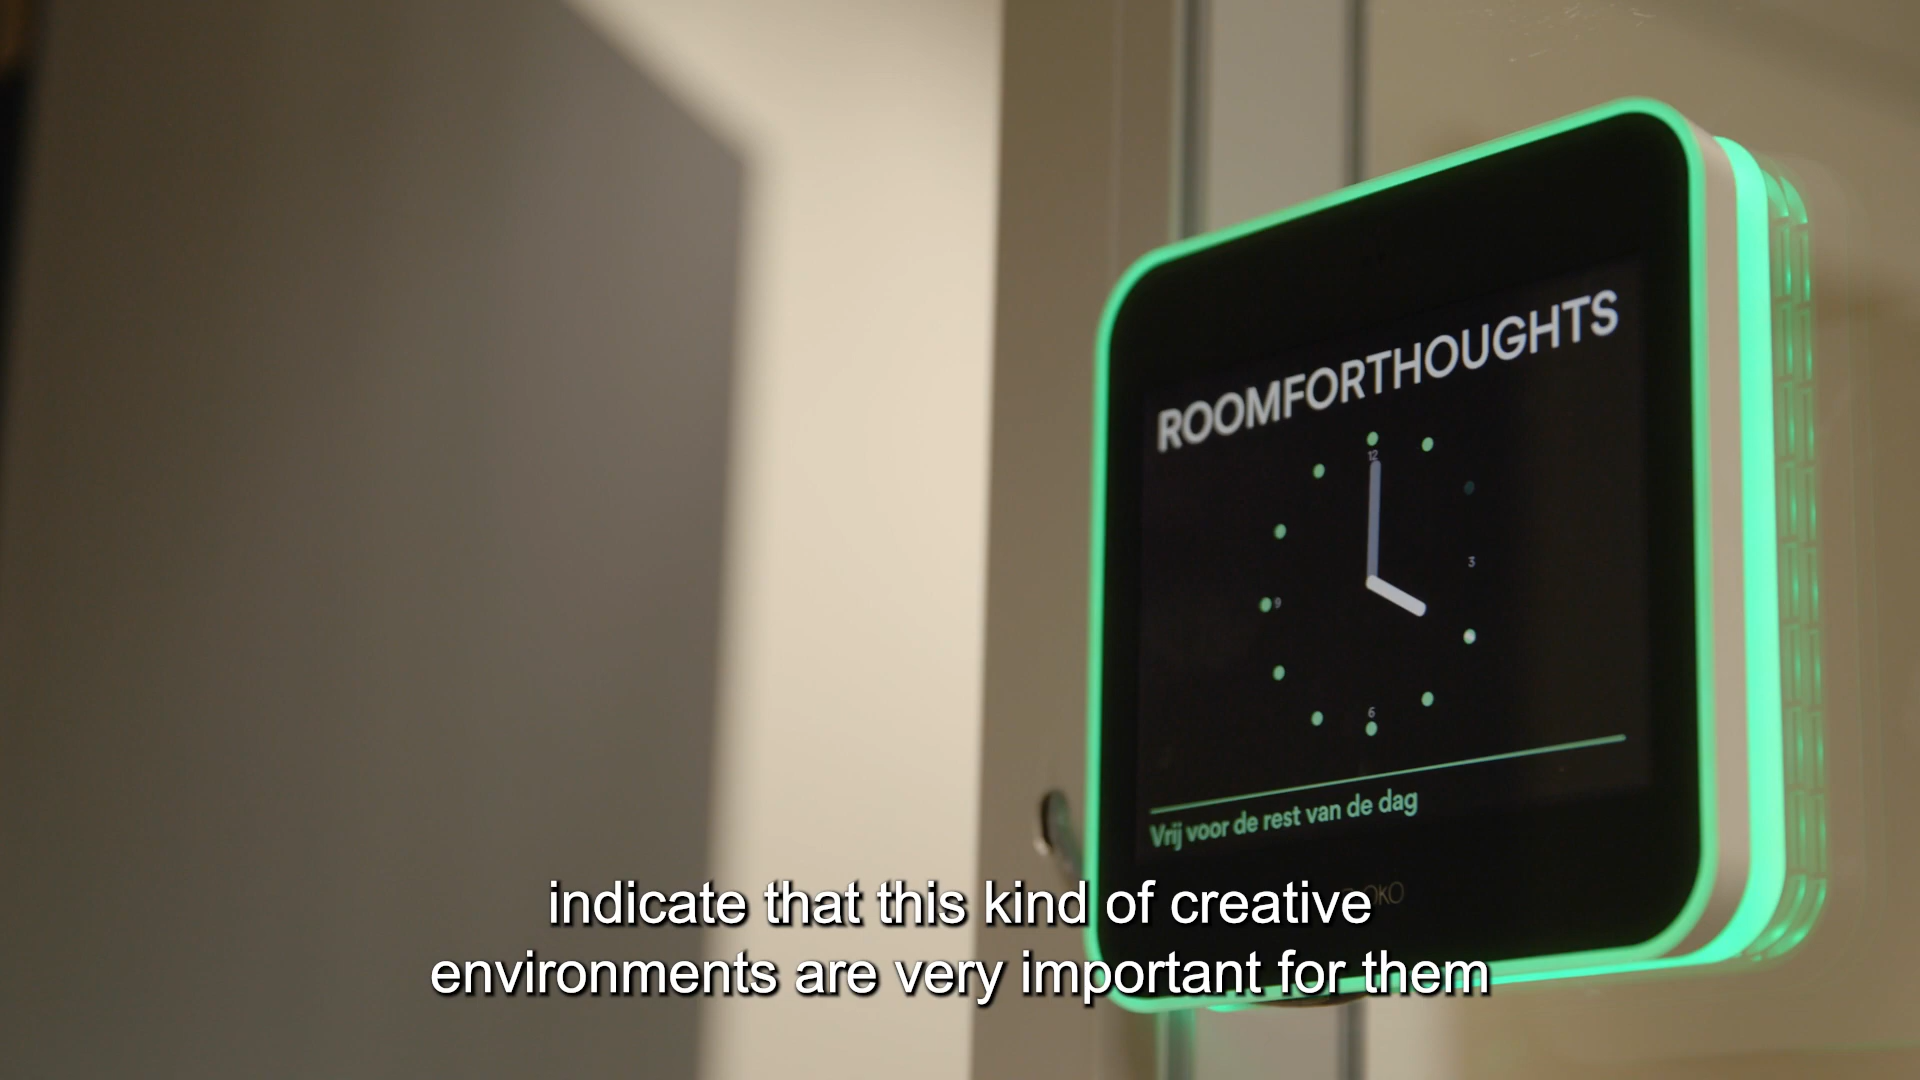 ROOMFORTHOUGHTS
12
3
9
6
Vrij voor de rest van de dag
indicate that this kind of creative
environments are very important for them